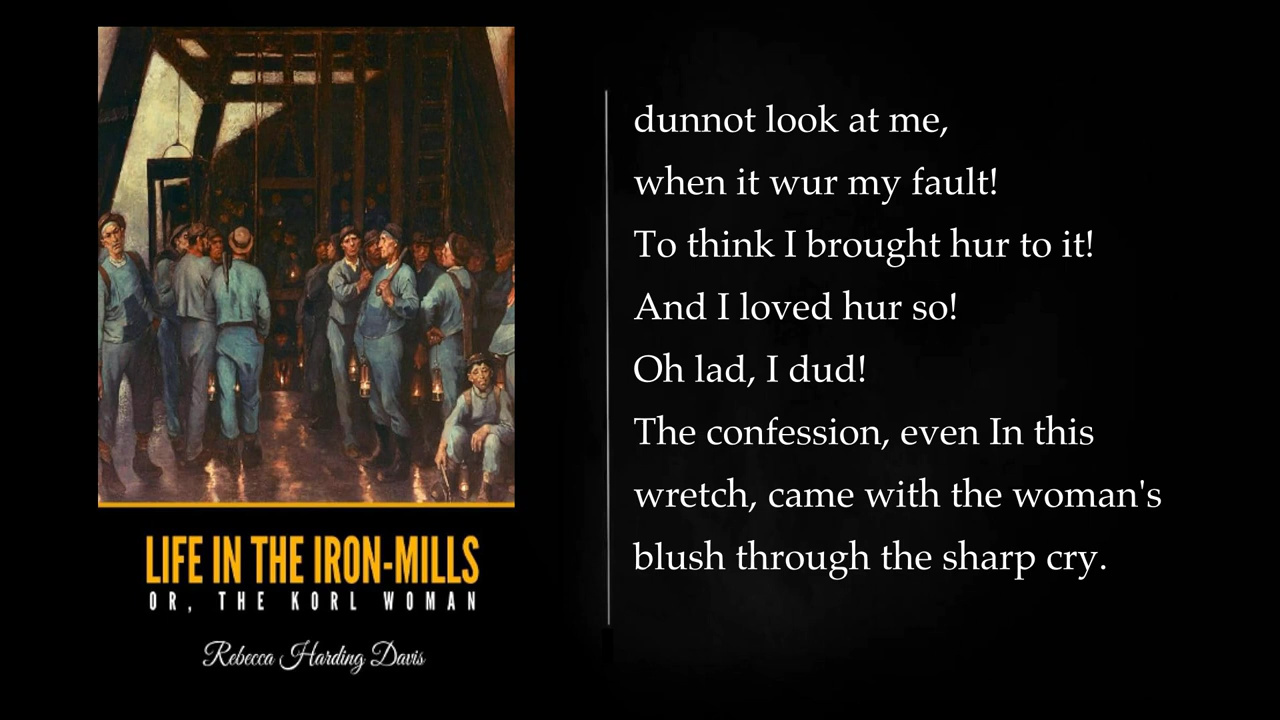 LIFE IN THE IRON-MILLS
OR, THE KORL WOMAN
Rebecca Harding Davis
dunnot look at me,
when it wur my fault!
To think I brought hur to it!
And I loved hur so!
Oh lad, I dud!
The confession, even In this
wretch, came with the woman's
blush through the sharp cry.